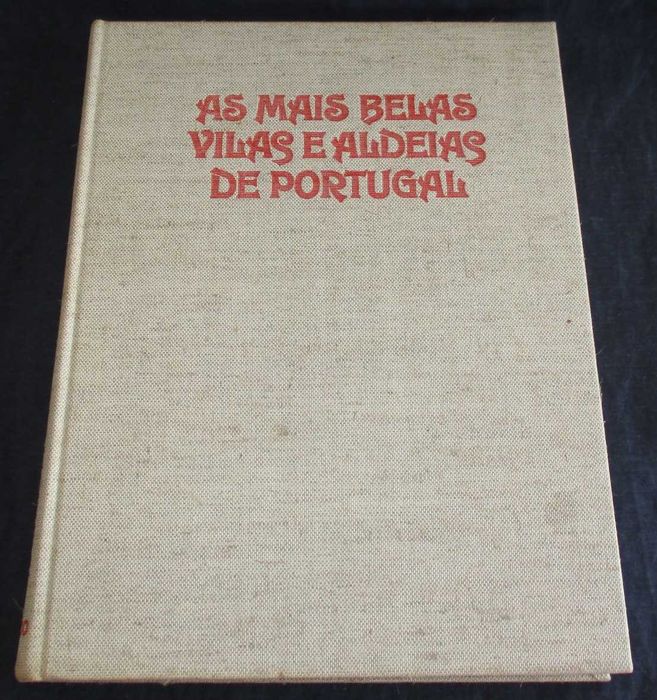 AS MAIS BELAS
VILAS E ALDEIAS
DE PORTUGAL